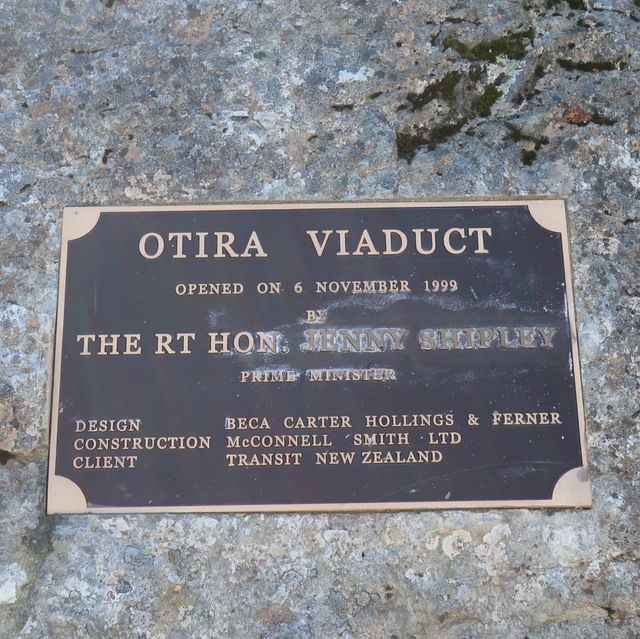 OTIRA VIADUCT
OPENED ON 6 NOVEMBER 1999
BY
THE RT HON. JENNY SHIPLEY
PRIME MINISTER
DESIGN BECA CARTER HOLLINGS & FERNER
CONSTRUCTION McCONNELL SMITH LTD
CLIENT TRANSIT NEW ZEALAND